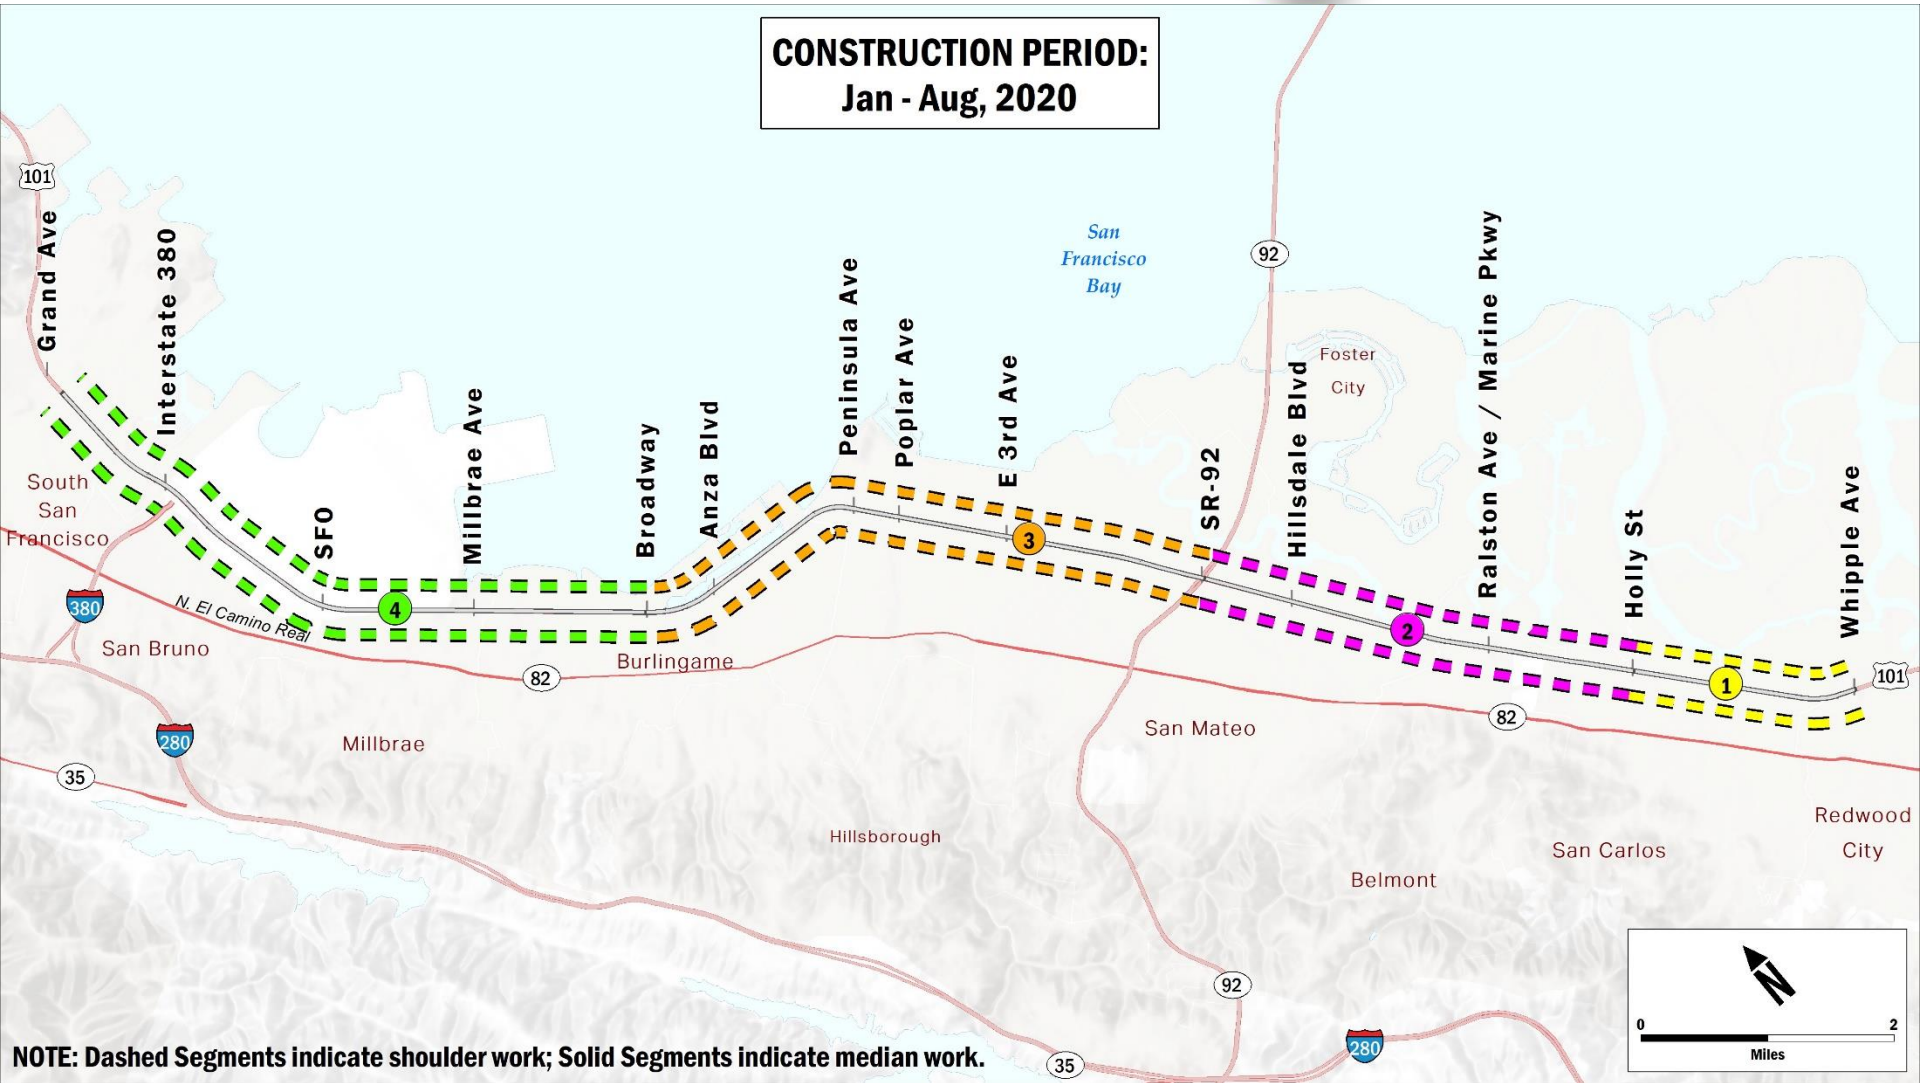 CONSTRUCTION PERIOD:
Jan - Aug, 2020
101
Grand Ave
Interstate 380
SFO
Millbrae Ave
Broadway
Anza Blvd
Peninsula Ave
Poplar Ave
E 3rd Ave
SR-92
Hillsdale Blvd
Ralston Ave / Marine Pkwy
Holly St
Whipple Ave
San
Francisco
Bay
92
Foster
City
South
San
Francisco
380
N. El Camino Real
San Bruno
4
3
2
1
101
Burlingame
82
82
280
Millbrae
San Mateo
35
Hillsborough
Belmont
San Carlos
Redwood
City
92
N
0
2
Miles
280
35
NOTE: Dashed Segments indicate shoulder work; Solid Segments indicate median work.